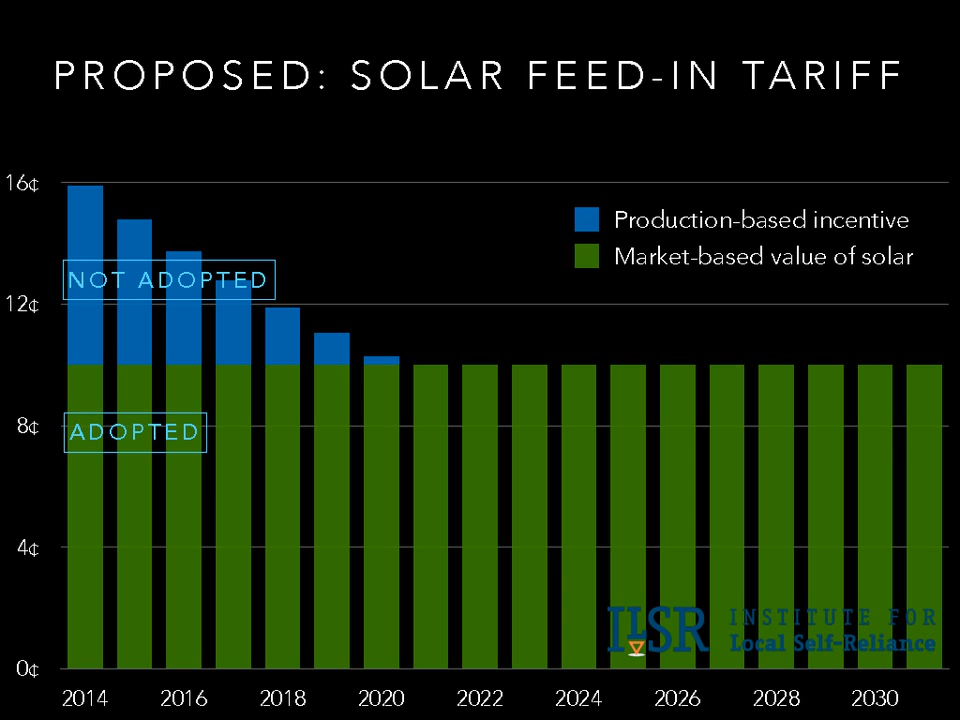 PROPOSED: SOLAR FEED-IN TARIFF
16¢
Production-based incentive
Market-based value of solar
NOT ADOPTED
12¢
8¢
ADOPTED
4¢
ILSR INSTITUTE FOR
Local Self-Reliance
0¢
2014 2016 2018 2020 2022 2024 2026 2028 2030